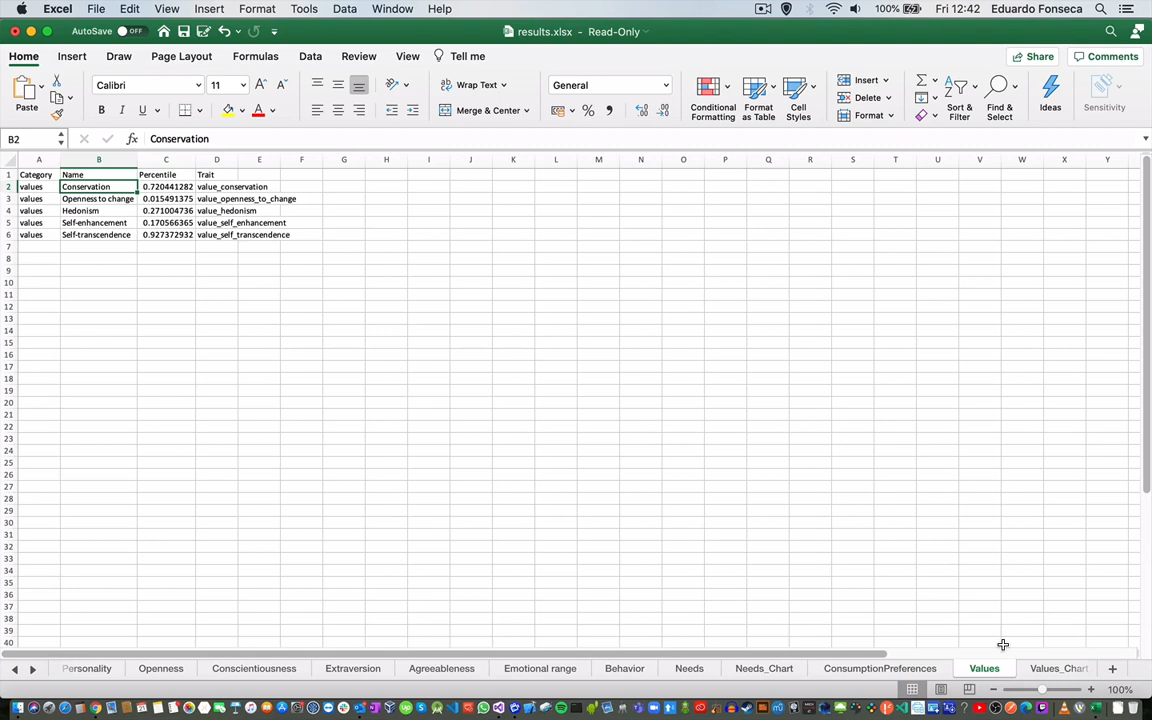 Excel File Edit View Insert Format Tools Data Window Help 100% Fri 12:42 Eduardo Fonseca
AutoSave OFF results.xlsx - Read-Only
Home Insert Draw Page Layout Formulas Data Review View Tell me Share Comments
Paste Calibri 11 Wrap Text General Conditional Formatting Format as Table Cell Styles Insert Sort & Filter Find & Select Ideas Sensitivity
B I U A Merge & Center Delete
Format
B2 fx Conservation
A B C D E F G H I J K L M N O P Q R S T U V W X Y
1 Category Name Percentile Trait
2 values Conservation 0.720441282 value_conservation
3 values Openness to change 0.015491375 value_openness_to_change
4 values Hedonism 0.271004736 value_hedonism
5 values Self-enhancement 0.170566365 value_self_enhancement
6 values Self-transcendence 0.927372932 value_self_transcendence
7
8
9
10
11
12
13
14
15
16
17
18
19
20
21
22
23
24
25
26
27
28
29
30
31
32
33
34
35
36
37
38
39
40
Personality Openness Conscientiousness Extraversion Agreeableness Emotional range Behavior Needs Needs_Chart ConsumptionPreferences Values Values_Chart
100%